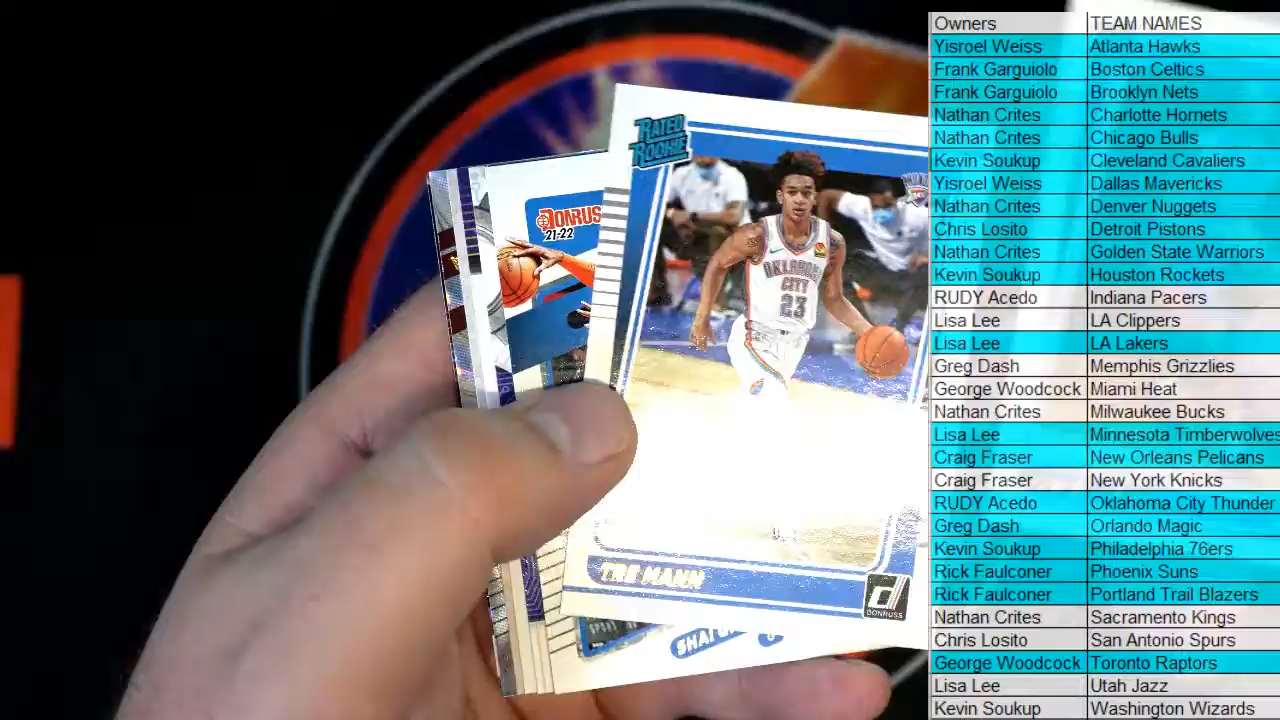 RATED
ROOKIE
DONRUSS
21-22
OKLAHOMA
CITY
23
TRE MANN
DONRUSS
Owners TEAM NAMES
Yisroel Weiss Atlanta Hawks
Frank Garguiolo Boston Celtics
Frank Garguiolo Brooklyn Nets
Nathan Crites Charlotte Hornets
Nathan Crites Chicago Bulls
Kevin Soukup Cleveland Cavaliers
Yisroel Weiss Dallas Mavericks
Nathan Crites Denver Nuggets
Chris Losito Detroit Pistons
Nathan Crites Golden State Warriors
Kevin Soukup Houston Rockets
RUDY Acedo Indiana Pacers
Lisa Lee LA Clippers
Lisa Lee LA Lakers
Greg Dash Memphis Grizzlies
George Woodcock Miami Heat
Nathan Crites Milwaukee Bucks
Lisa Lee Minnesota Timberwolves
Craig Fraser New Orleans Pelicans
Craig Fraser New York Knicks
RUDY Acedo Oklahoma City Thunder
Greg Dash Orlando Magic
Kevin Soukup Philadelphia 76ers
Rick Faulconer Phoenix Suns
Rick Faulconer Portland Trail Blazers
Nathan Crites Sacramento Kings
Chris Losito San Antonio Spurs
George Woodcock Toronto Raptors
Lisa Lee Utah Jazz
Kevin Soukup Washington Wizards